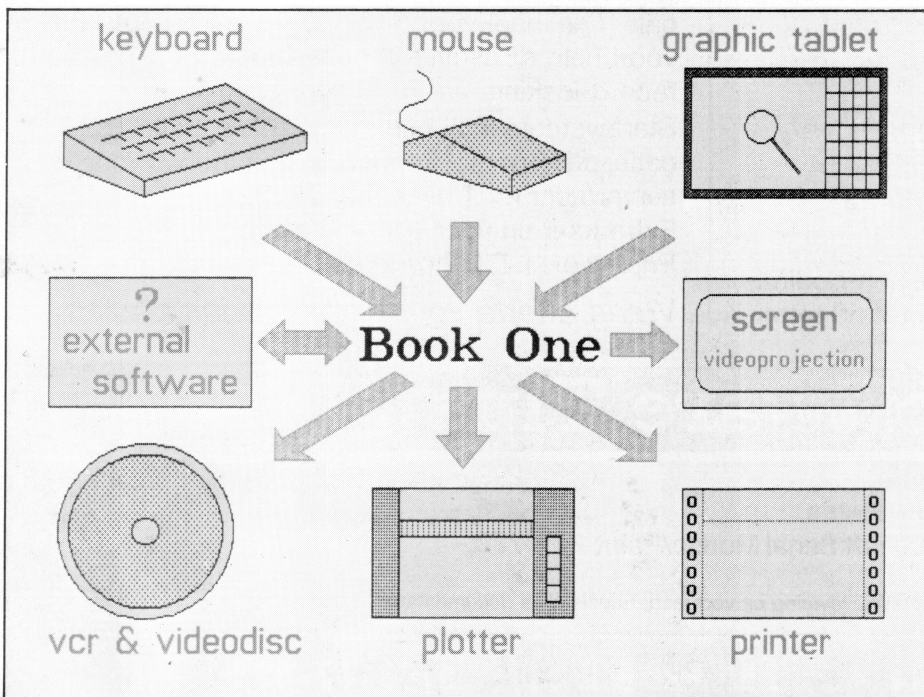 keyboard
mouse
graphic tablet
?
external
software
Book One
screen
videoprojection
vcr & videodisc
plotter
printer